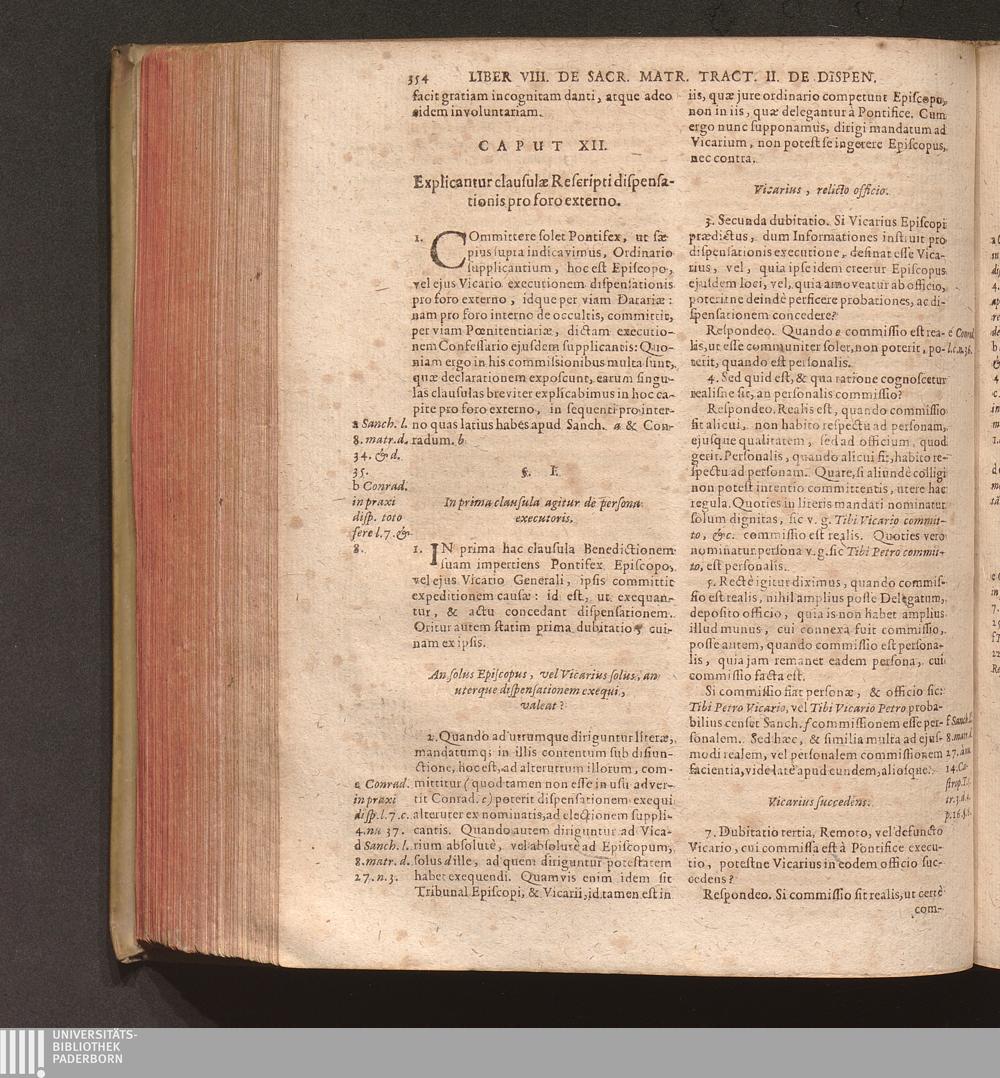 354 LIBER VIII. DE SACR. MATR. TRACT. II. DE DISPEN.
facit gratiam incognitam danti, atque adeo
eidem involuntariam.
CAPUT XII.
Explicantur clausulæ Rescripti dispensa-
tionis pro foro externo.
1. COmmittere solet Pontifex, ut sæ
pius supra indicavimus, Ordinario
supplicantium, hoc est Episcopo,
vel ejus Vicario executionem dispensationis
pro foro externo, idque per viam Datariæ:
nam pro foro interno de occultis, committit,
per viam Pœnitentiariæ, dictam executio-
nem Confessario ejusdem supplicantis: Quo-
niam ergo in his commissionibus multa sunt,
quæ declarationem exposcunt, earum singu-
las clausulas breviter explicabimus in hoc ca-
pite pro foro externo, in sequenti pro inter-
no quas latius habes apud Sanch. a & Con-
radum. b
a Sanch. l.
8. matr. d.
34. & d.
35.
b Conrad.
in praxi
disp. toto
fere l. 7. &
8.
§. I.
In prima clausula agitur de persona
executoris.
1. IN prima hac clausula Benedictionem
suam impertiens Pontifex Episcopo,
vel ejus Vicario Generali, ipsis committit
expeditionem causæ: id est, ut exequan-
tur, & actu concedant dispensationem.
Oritur autem statim prima dubitatio, cui-
nam ex ipsis.
An solus Episcopus, vel Vicarius solus, an
uterque dispensationem exequi,
valeat?
2. Quando ad utrumque diriguntur literæ,
mandatumq; in illis contentum sub disiun-
ctione, hoc est, ad alterutrum illorum, com-
mittitur (quod tamen non esse in usu adver-
tit Conrad. c) poterit dispensationem exequi
alteruter ex nominatis, ad electionem suppli-
cantis. Quando autem diriguntur ad Vica-
rium absolutè, vel absolutè ad Episcopum,
solus d ille, ad quem diriguntur potestatem
habet exequendi. Quamvis enim idem sit
Tribunal Episcopi, & Vicarii, id tamen est in
c Conrad.
in praxi
disp. l. 7. c.
4. nu 37.
d Sanch. l.
8. matr. d.
27. n. 3.
iis, quæ jure ordinario competunt Episcopo,
non in iis, quæ delegantur à Pontifice. Cum
ergo nunc supponamus, dirigi mandatum ad
Vicarium, non potest se ingerere Episcopus,
nec contra.
Vicarius, relicto officio.
3. Secunda dubitatio. Si Vicarius Episcopi
prædictus, dum Informationes instruit pro
dispensationis executione, desinat esse Vica-
rius, vel, quia ipse idem creetur Episcopus
ejusdem loci, vel, quia amoveatur ab officio,
poteritne deindè perficere probationes, ac di-
spensationem concedere?
Respondeo. Quando e commissio est rea-
lis, ut esse communiter solet, non poterit, po-
terit, quando est personalis.
e Conrad
l. c. n. 36.
4. Sed quid est, & qua ratione cognoscetur
realisne sit, an personalis commissio?
Respondeo. Realis est, quando commissio
fit alicui, non habito respectu ad personam,
ejusque qualitatem, sed ad officium, quod
gerit. Personalis, quando alicui fit, habito re-
spectu ad personam. Quare, si aliundè colligi
non potest intentio committentis, utere hac
regula. Quoties in literis mandati nominatur
solum dignitas, sic v. g. Tibi Vicario commit-
to, &c. commissio est realis. Quoties vero
nominatur persona v. g. sic Tibi Petro commit-
to, est personalis.
5. Rectè igitur diximus, quando commis-
sio est realis, nihil amplius posse Delegatum,
deposito officio, quia is non habet amplius
illud munus, cui connexa fuit commissio,
posse autem, quando commissio est persona-
lis, quia jam remanet eadem persona, cui
commissio facta est.
Si commissio fiat personæ, & officio sic:
Tibi Petro Vicario, vel Tibi Vicario Petro proba-
bilius censet Sanch. f commissionem esse per-
sonalem. Sed hæc, & similia multa ad ejus-
modi realem, vel personalem commissionem
facientia, vide latè apud eundem, aliosque.
f Sanch. l.
8. matr. d.
27. à nu.
14. Ca-
strop. T.
tr. 3. d. 4.
p. 16. §. 8.
Vicarius succedens.
7. Dubitatio tertia, Remoto, vel defuncto
Vicario, cui commissa est à Pontifice execu-
tio, potestne Vicarius in eodem officio suc-
cedens?
Respondeo. Si commissio sit realis, ut certè
com-
UNIVERSITÄTS-
BIBLIOTHEK
PADERBORN